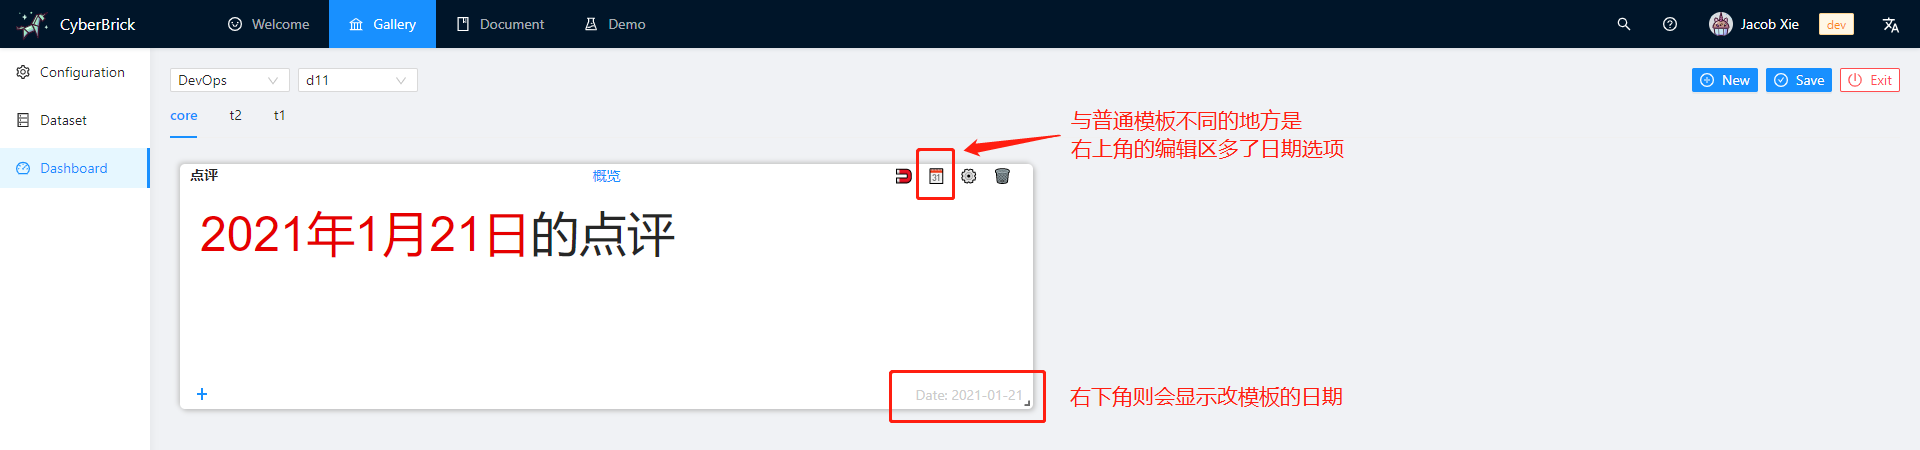 CyberBrick
Welcome
Gallery
Document
Demo
Jacob Xie
dev
Configuration
Dataset
Dashboard
DevOps
d11
New
Save
Exit
core
t2
t1
与普通模板不同的地方是
右上角的编辑区多了日期选项
点评
概览
31
2021年1月21日的点评
Date: 2021-01-21
右下角则会显示改模板的日期